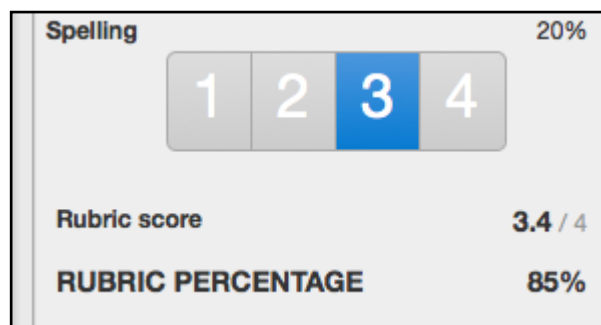 Spelling 20%
1 2 3 4
Rubric score 3.4 / 4
RUBRIC PERCENTAGE 85%